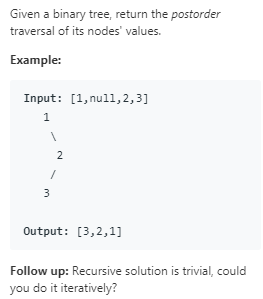 Given a binary tree, return the postorder
traversal of its nodes' values.
Example:
Input: [1,null,2,3]
1
\
2
/
3
Output: [3,2,1]
Follow up: Recursive solution is trivial, could
you do it iteratively?